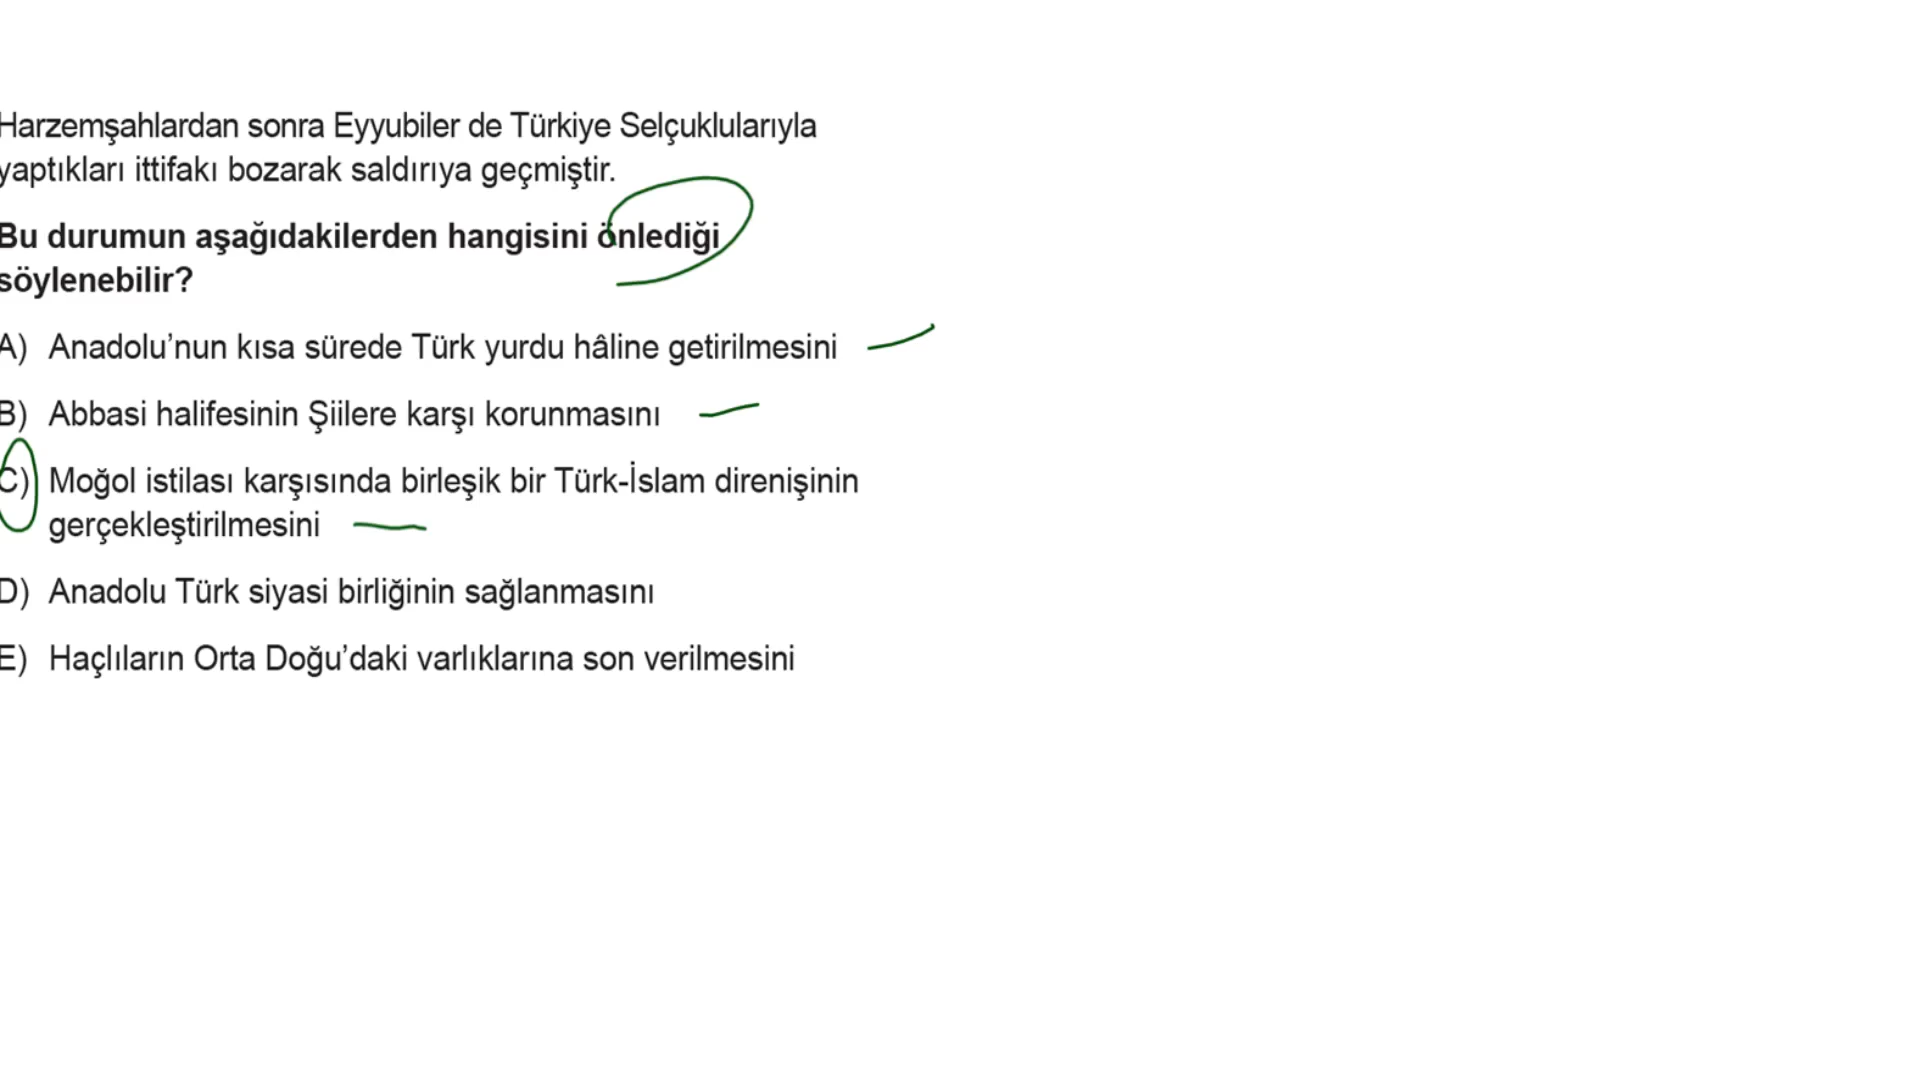 Harzemşahlardan sonra Eyyubiler de Türkiye Selçuklularıyla
yaptıkları ittifakı bozarak saldırıya geçmiştir.
Bu durumun aşağıdakilerden hangisini önlediği
söylenebilir?
A) Anadolu’nun kısa sürede Türk yurdu hâline getirilmesini
B) Abbasi halifesinin Şiilere karşı korunmasını
C) Moğol istilası karşısında birleşik bir Türk-İslam direnişinin
gerçekleştirilmesini
D) Anadolu Türk siyasi birliğinin sağlanmasını
E) Haçlıların Orta Doğu’daki varlıklarına son verilmesini